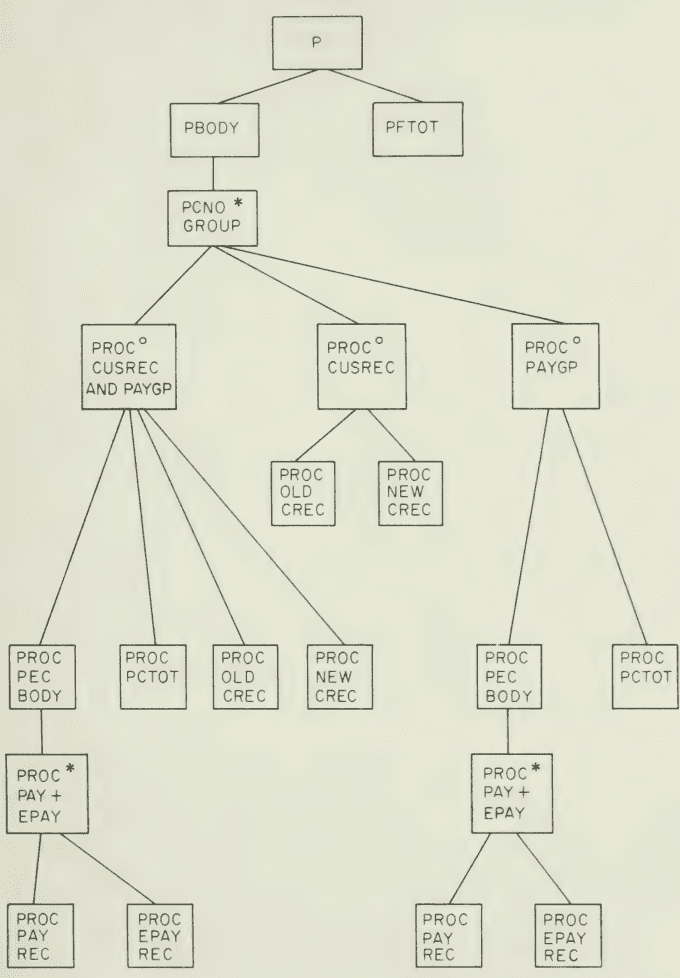 P
PBODY
PFTOT
PCNO *
GROUP
PROC°
CUSREC
AND PAYGP
PROC°
CUSREC
PROC°
PAYGP
PROC
OLD
CREC
PROC
NEW
CREC
PROC
PEC
BODY
PROC
PCTOT
PROC
OLD
CREC
PROC
NEW
CREC
PROC
PEC
BODY
PROC
PCTOT
PROC *
PAY +
EPAY
PROC *
PAY +
EPAY
PROC
PAY
REC
PROC
EPAY
REC
PROC
PAY
REC
PROC
EPAY
REC